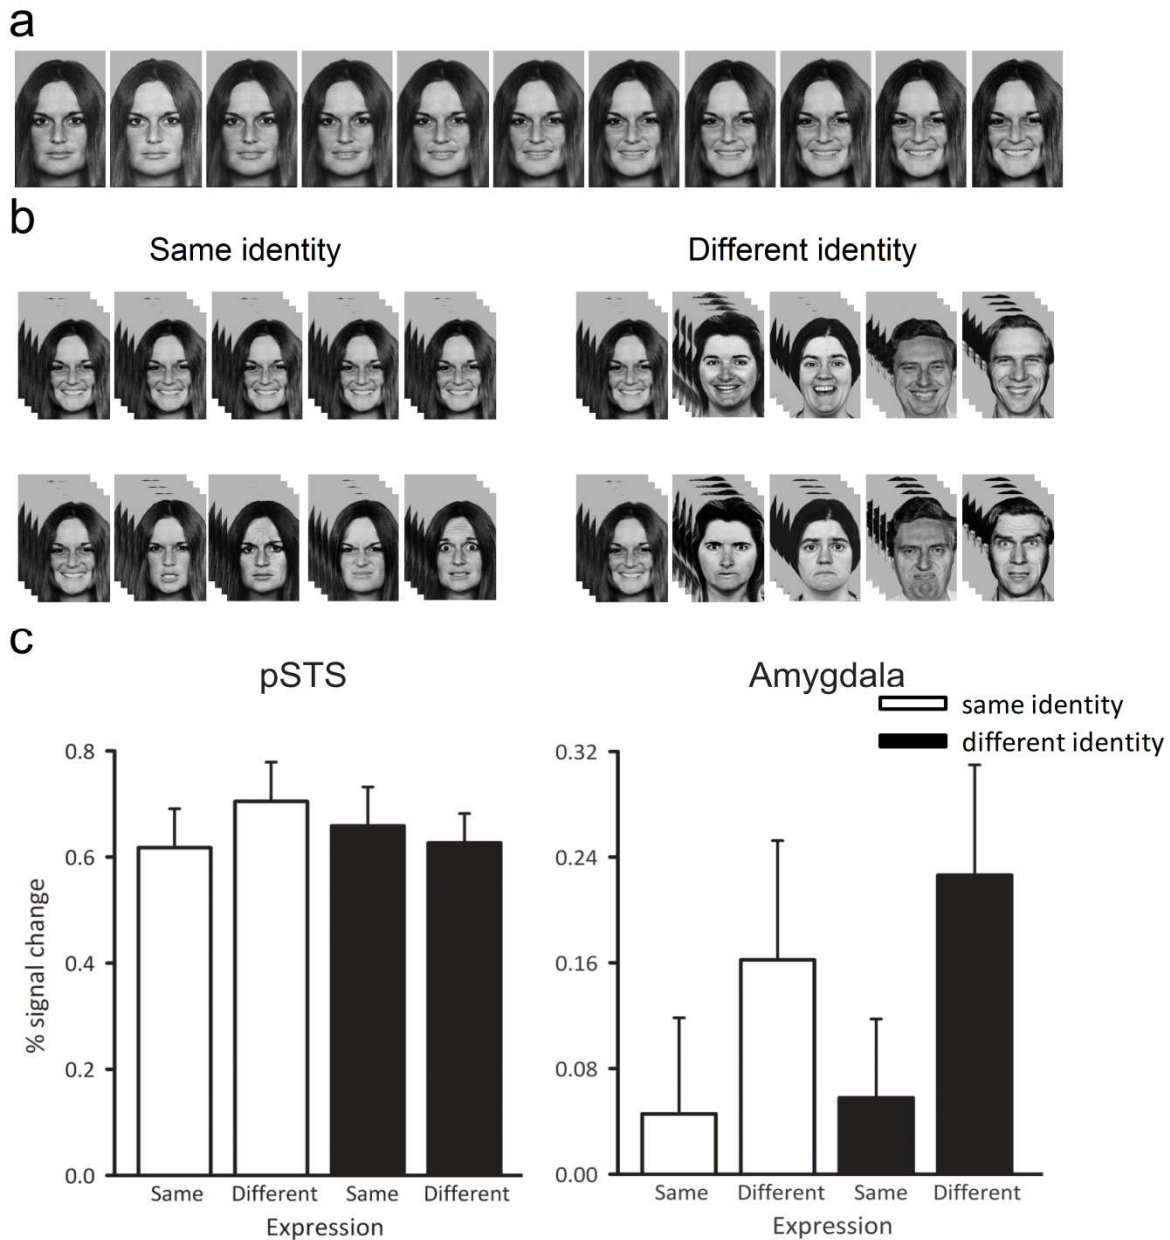 a
b
Same identity
Different identity
c
pSTS
% signal change
0.8
0.6
0.4
0.2
0.0
Same Different Same Different
Expression
Amygdala
same identity
different identity
0.32
0.24
0.16
0.08
0.00
Same Different Same Different
Expression